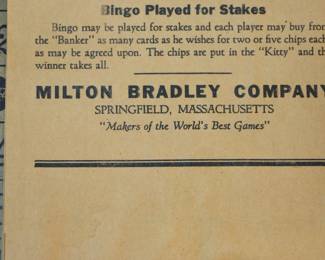 Bingo Played for Stakes
Bingo may be played for stakes and each player may buy from
the "Banker" as many cards as he wishes for two or five chips each
as may be agreed upon. The chips are put in the "Kitty" and th
winner takes all.
MILTON BRADLEY COMPANY
SPRINGFIELD, MASSACHUSETTS
"Makers of the World's Best Games"